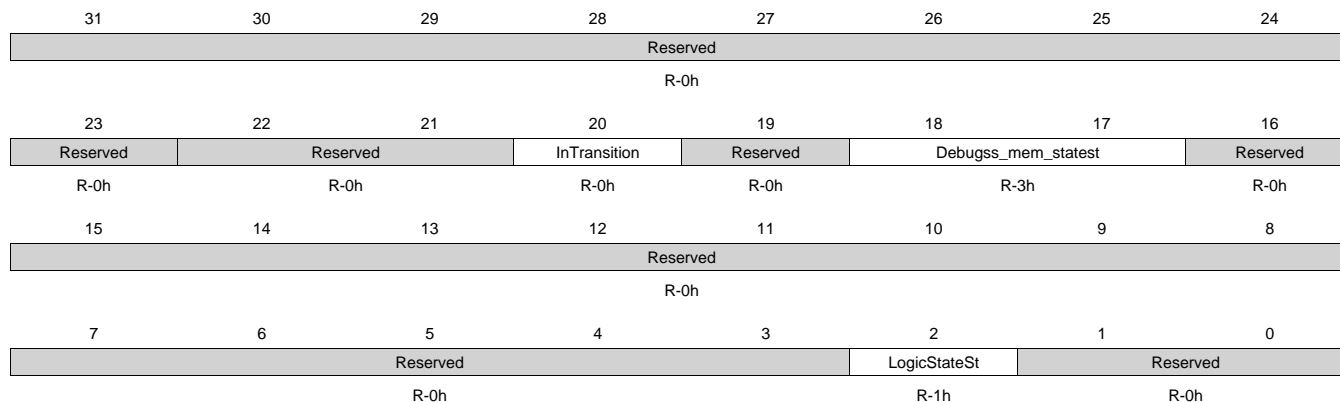 31 30 29 28 27 26 25 24
Reserved
R-0h
23 22 21 20 19 18 17 16
Reserved Reserved InTransition Reserved Debugss_mem_statest Reserved
R-0h R-0h R-0h R-0h R-3h R-0h
15 14 13 12 11 10 9 8
Reserved
R-0h
7 6 5 4 3 2 1 0
Reserved LogicStateSt Reserved
R-0h R-1h R-0h